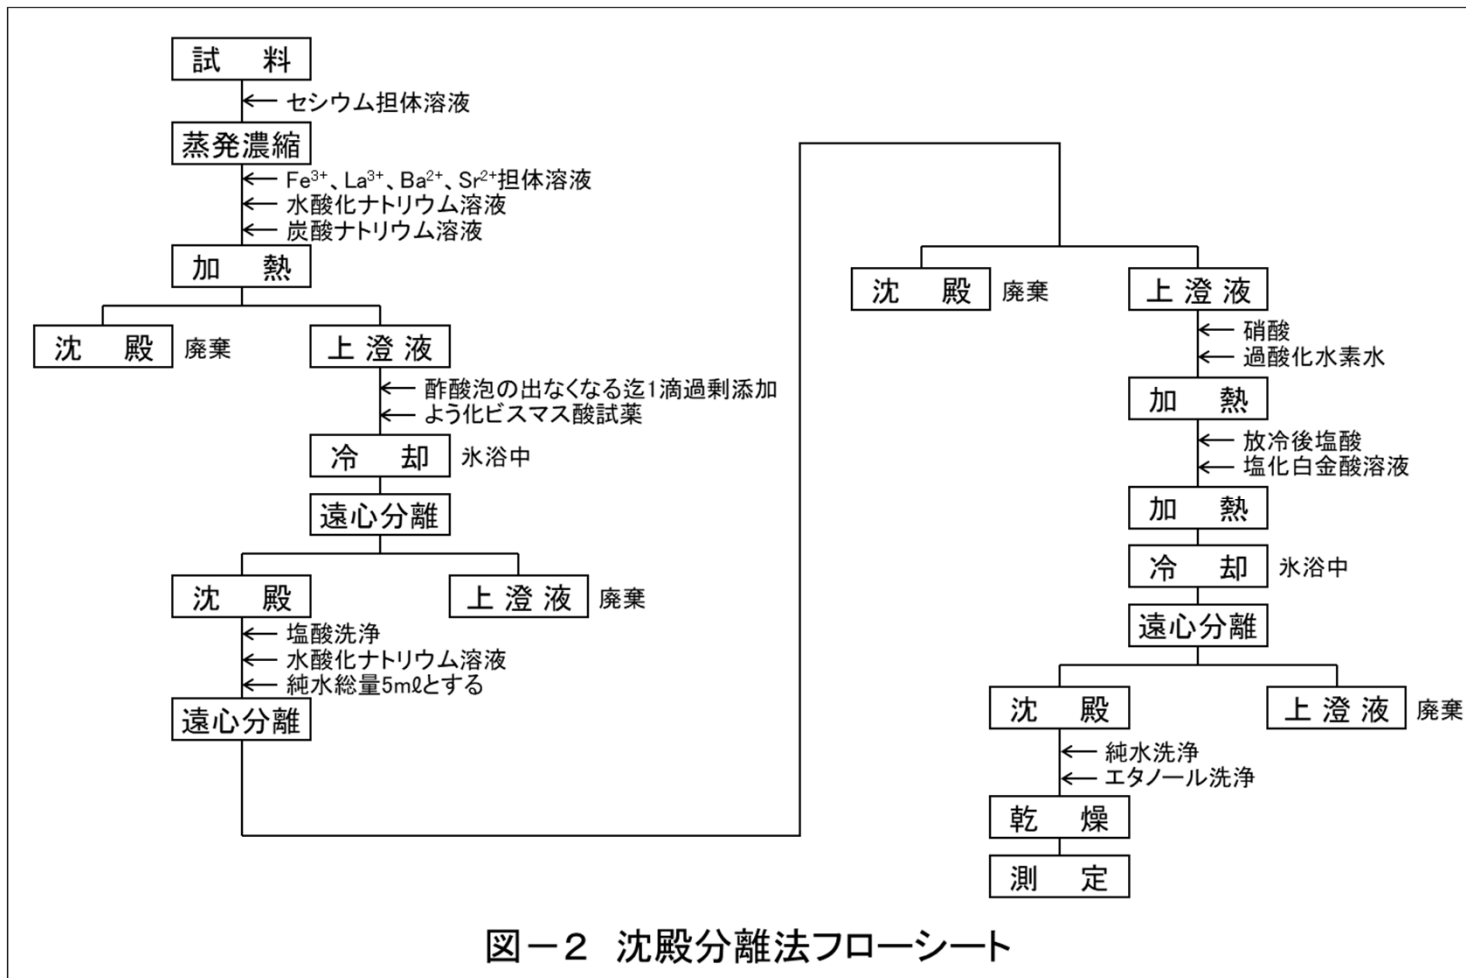 試 料
セシウム担体溶液
蒸発濃縮
Fe³⁺、La³⁺、Ba²⁺、Sr²⁺担体溶液
水酸化ナトリウム溶液
炭酸ナトリウム溶液
加 熱
沈 殿 廃棄
上澄液
酢酸泡の出なくなる迄1滴過剰添加
よう化ビスマス酸試薬
冷 却 氷浴中
遠心分離
沈 殿
上澄液 廃棄
塩酸洗浄
水酸化ナトリウム溶液
純水総量5mℓとする
遠心分離
沈 殿 廃棄
上澄液
硝酸
過酸化水素水
加 熱
放冷後塩酸
塩化白金酸溶液
加 熱
冷 却 氷浴中
遠心分離
沈 殿
上澄液 廃棄
純水洗浄
エタノール洗浄
乾 燥
測 定
図－2 沈殿分離法フローシート